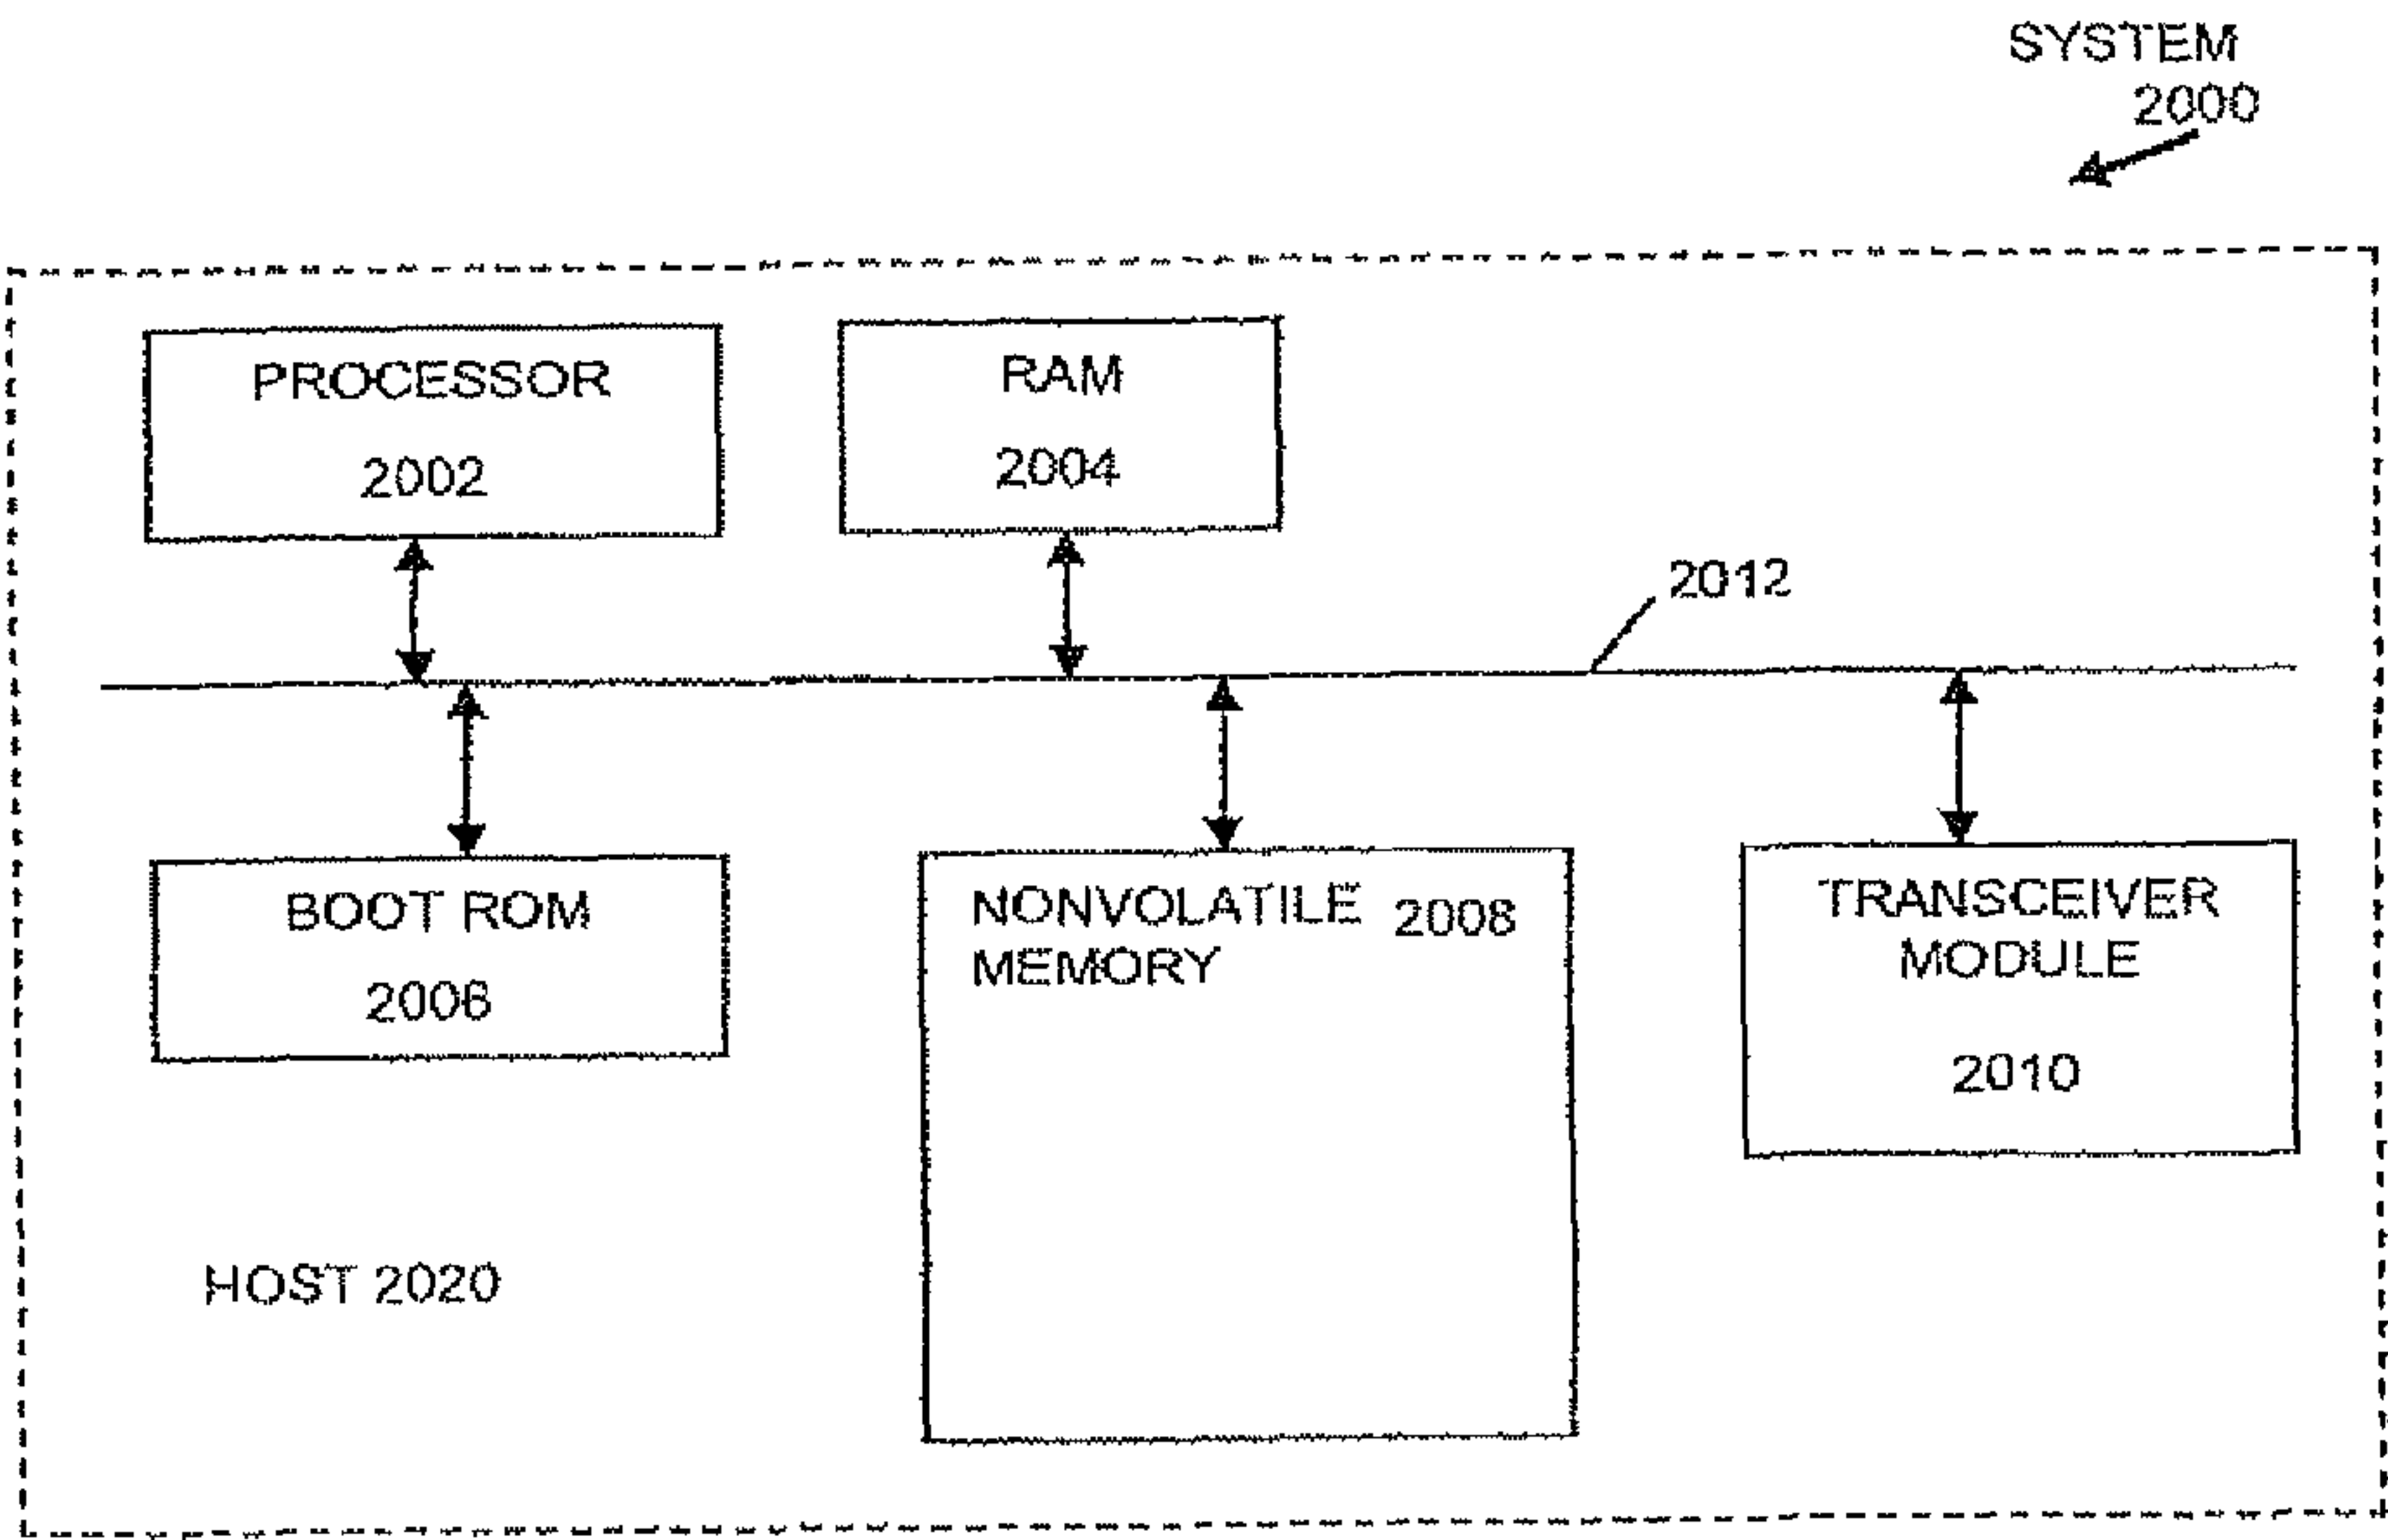 SYSTEM
2000
PROCESSOR
2002
RAM
2004
2012
BOOT ROM
2006
NONVOLATILE 2008
MEMORY
TRANSCEIVER
MODULE
2010
HOST 2020